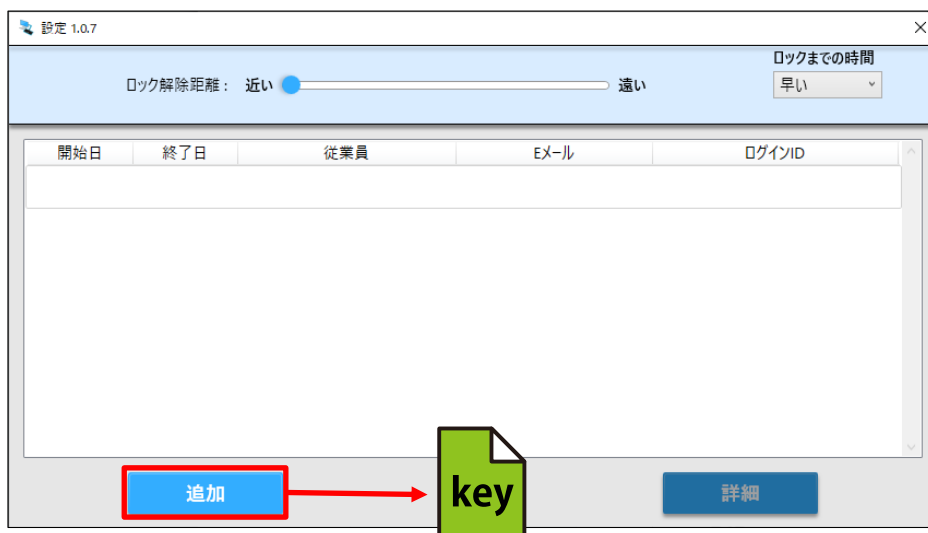 設定 1.0.7
ロックまでの時間
ロック解除距離： 近い 遠い 早い
開始日 終了日 従業員 Eメール ログインID
追加 key 詳細